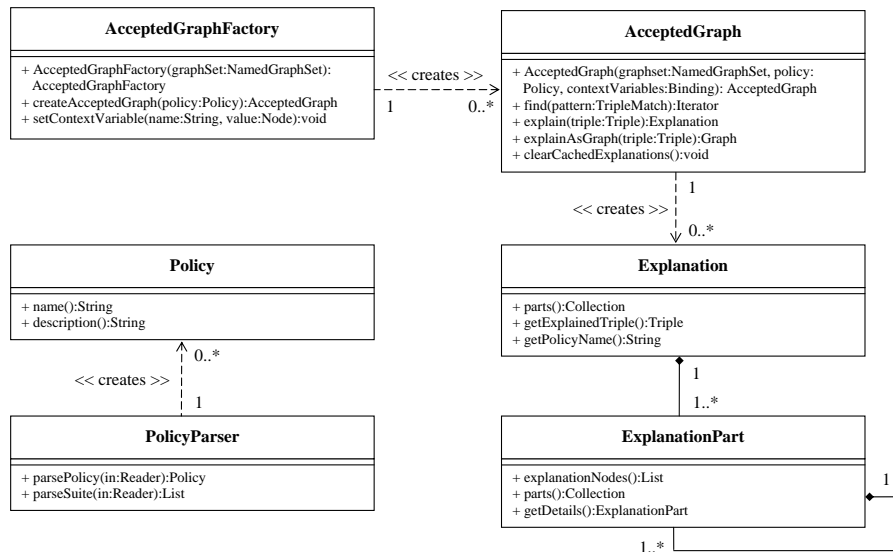 AcceptedGraphFactory
+ AcceptedGraphFactory(graphSet:NamedGraphSet):
AcceptedGraphFactory
+ createAcceptedGraph(policy:Policy):AcceptedGraph
+ setContextVariable(name:String, value:Node):void
<< creates >>
1
0..*
AcceptedGraph
+ AcceptedGraph(graphset:NamedGraphSet, policy:
Policy, contextVariables:Binding): AcceptedGraph
+ find(pattern:TripleMatch):Iterator
+ explain(triple:Triple):Explanation
+ explainAsGraph(triple:Triple):Graph
+ clearCachedExplanations():void
1
<< creates >>
0..*
Policy
+ name():String
+ description():String
0..*
<< creates >>
1
PolicyParser
+ parsePolicy(in:Reader):Policy
+ parseSuite(in:Reader):List
Explanation
+ parts():Collection
+ getExplainedTriple():Triple
+ getPolicyName():String
1
1..*
ExplanationPart
+ explanationNodes():List
+ parts():Collection
+ getDetails():ExplanationPart
1
1..*